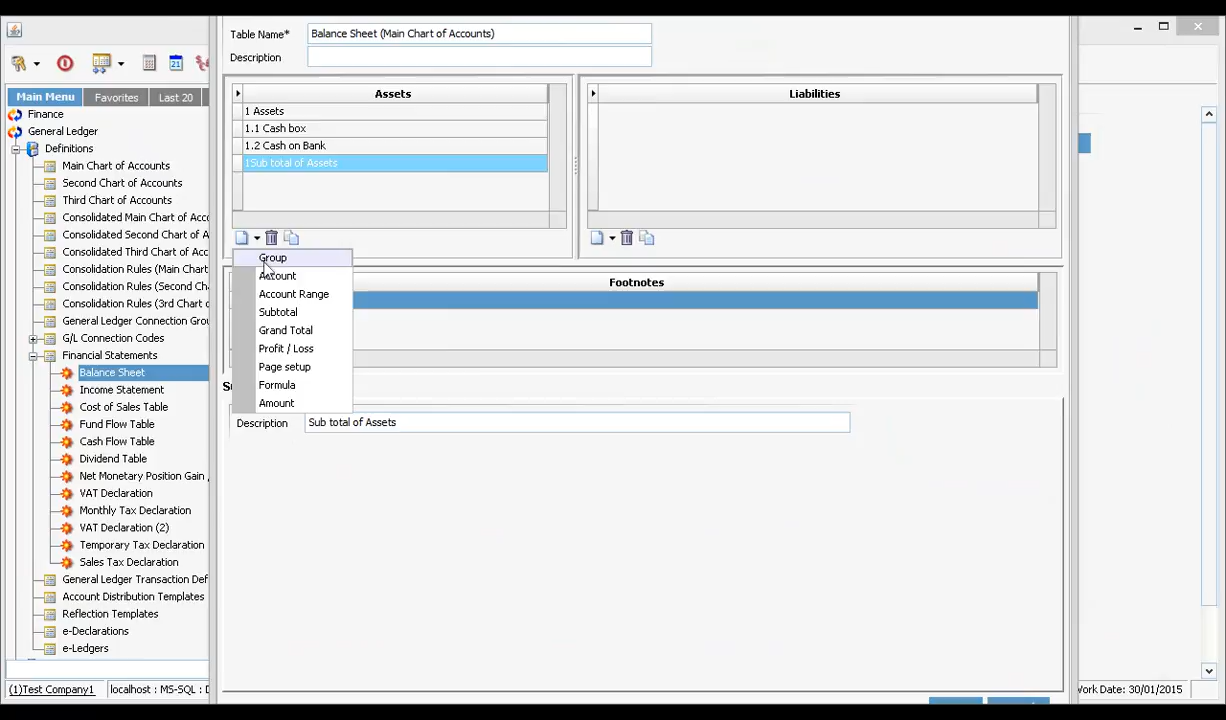 Table Name*
Balance Sheet (Main Chart of Accounts)
Description
Main Menu
Favorites
Last 20
Finance
General Ledger
Definitions
Main Chart of Accounts
Second Chart of Accounts
Third Chart of Accounts
Consolidated Main Chart of Acco
Consolidated Second Chart of A
Consolidated Third Chart of Acc
Consolidation Rules (Main Chart
Consolidation Rules (Second Ch
Consolidation Rules (3rd Chart o
General Ledger Connection Grou
G/L Connection Codes
Financial Statements
Balance Sheet
Income Statement
Cost of Sales Table
Fund Flow Table
Cash Flow Table
Dividend Table
Net Monetary Position Gain
VAT Declaration
Monthly Tax Declaration
VAT Declaration (2)
Temporary Tax Declaration
Sales Tax Declaration
General Ledger Transaction Def
Account Distribution Templates
Reflection Templates
e-Declarations
e-Ledgers
Assets
1 Assets
1.1 Cash box
1.2 Cash on Bank
1Sub total of Assets
Liabilities
Group
Account
Account Range
Subtotal
Grand Total
Profit / Loss
Page setup
Formula
Amount
Footnotes
Description
Sub total of Assets
(1)Test Company1
localhost : MS-SQL : D
Work Date: 30/01/2015